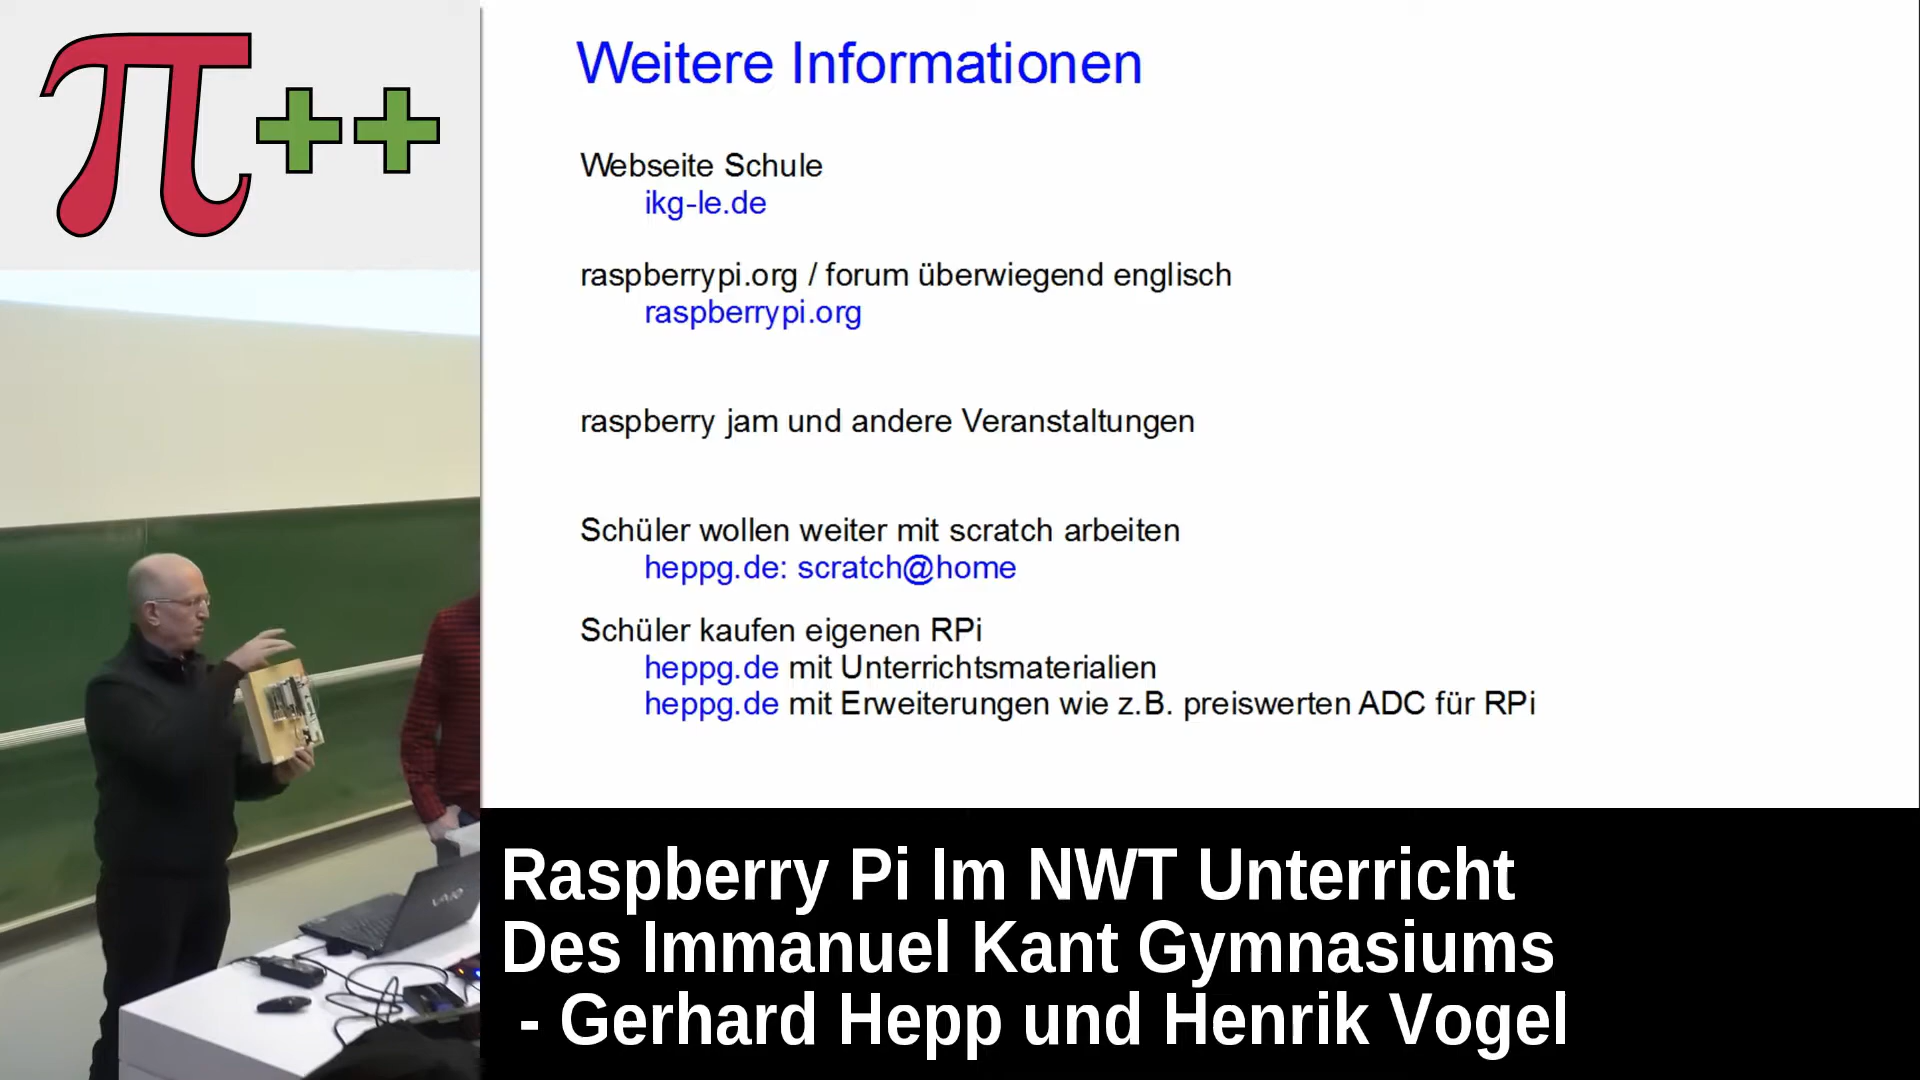 π++
Weitere Informationen
Webseite Schule
ikg-le.de
raspberrypi.org / forum überwiegend englisch
raspberrypi.org
raspberry jam und andere Veranstaltungen
Schüler wollen weiter mit scratch arbeiten
heppg.de: scratch@home
Schüler kaufen eigenen RPi
heppg.de mit Unterrichtsmaterialien
heppg.de mit Erweiterungen wie z.B. preiswerten ADC für RPi
VAIO
Raspberry Pi Im NWT Unterricht
Des Immanuel Kant Gymnasiums
- Gerhard Hepp und Henrik Vogel